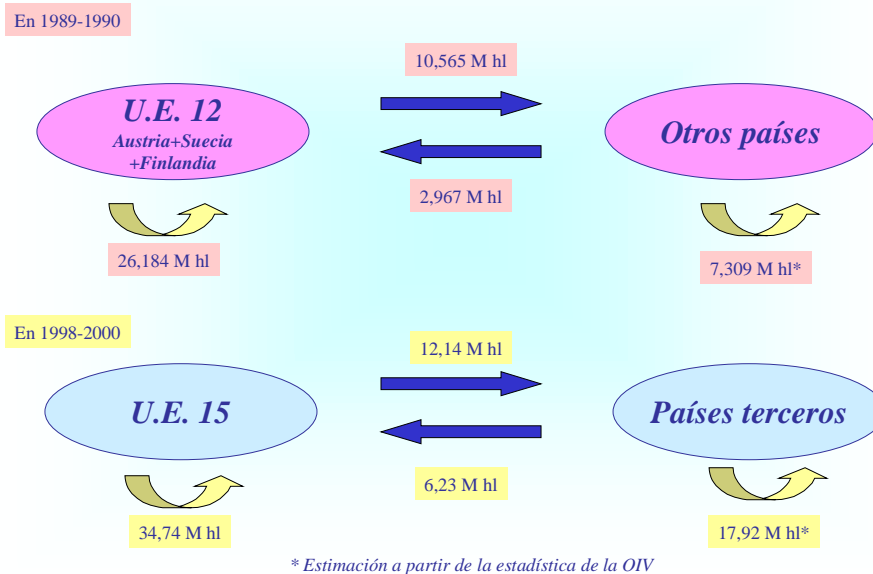 En 1989-1990
10,565 M hl
U.E. 12
Austria+Suecia
+Finlandia
Otros países
2,967 M hl
26,184 M hl
7,309 M hl*
En 1998-2000
12,14 M hl
U.E. 15
Países terceros
6,23 M hl
34,74 M hl
17,92 M hl*
* Estimación a partir de la estadística de la OIV